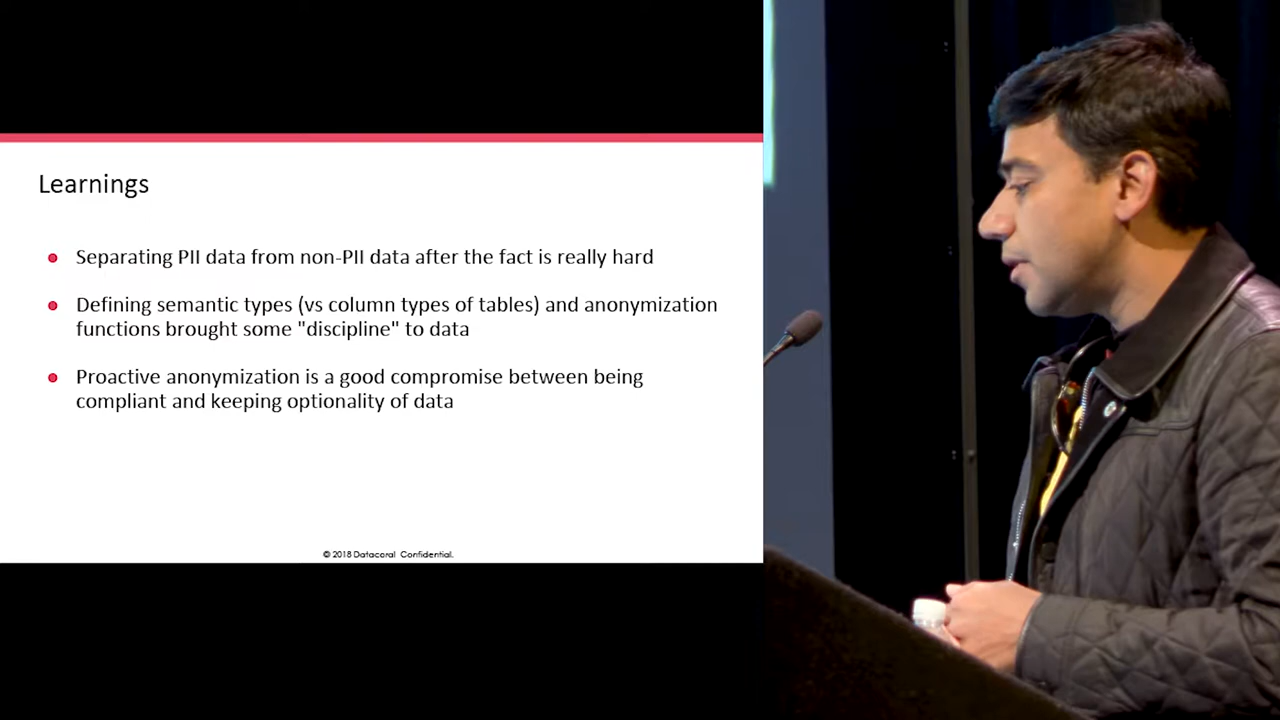 Learnings
Separating PII data from non-PII data after the fact is really hard
Defining semantic types (vs column types of tables) and anonymization
functions brought some "discipline" to data
Proactive anonymization is a good compromise between being
compliant and keeping optionality of data
© 2018 Datacoral Confidential.